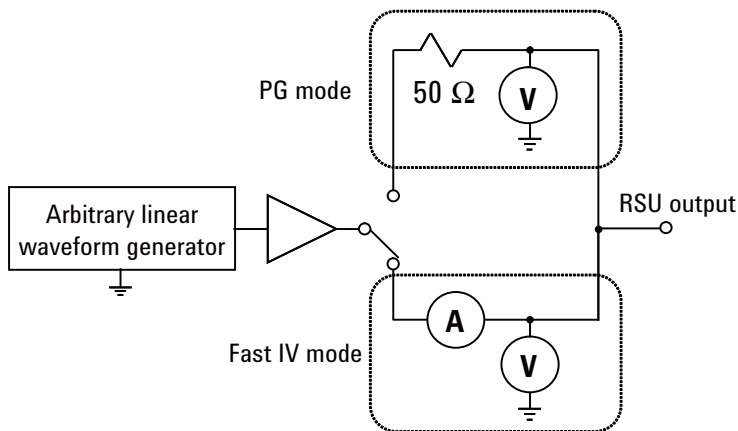 PG mode
50 Ω
V
Arbitrary linear
waveform generator
RSU output
A
V
Fast IV mode